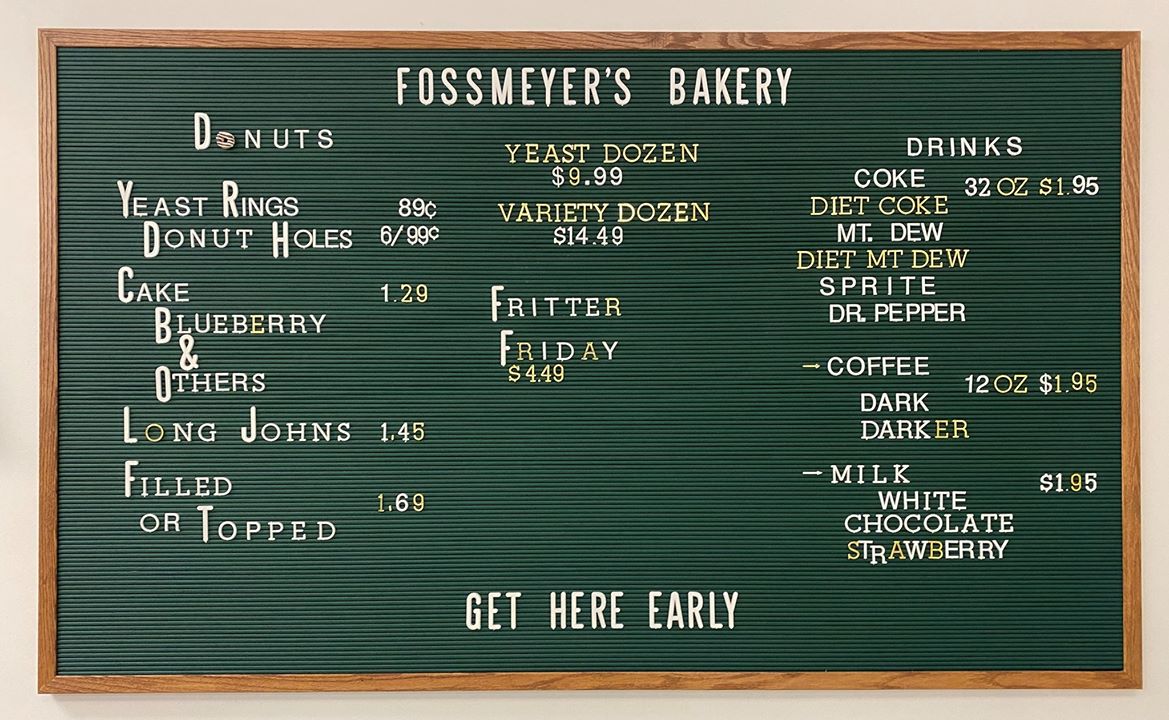 FOSSMEYER'S BAKERY
DONUTS
YEAST RINGS 89¢
DONUT HOLES 6/99¢
CAKE 1.29
BLUEBERRY
&
OTHERS
LONG JOHNS 1.45
FILLED
OR TOPPED 1.69
YEAST DOZEN
$9.99
VARIETY DOZEN
$14.49
FRITTER
FRIDAY
$4.49
DRINKS
COKE 32 OZ $1.95
DIET COKE
MT. DEW
DIET MT DEW
SPRITE
DR. PEPPER
→COFFEE 12 OZ $1.95
DARK
DARKER
→MILK $1.95
WHITE
CHOCOLATE
STRAWBERRY
GET HERE EARLY